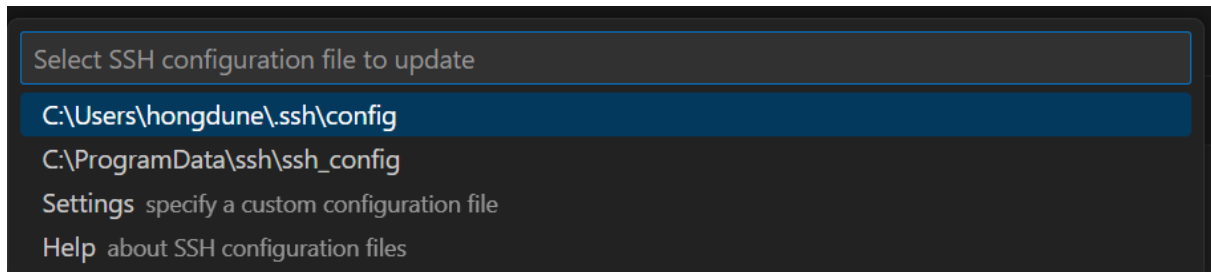 Select SSH configuration file to update
C:\Users\hongdune\.ssh\config
C:\ProgramData\ssh\ssh_config
Settings specify a custom configuration file
Help about SSH configuration files